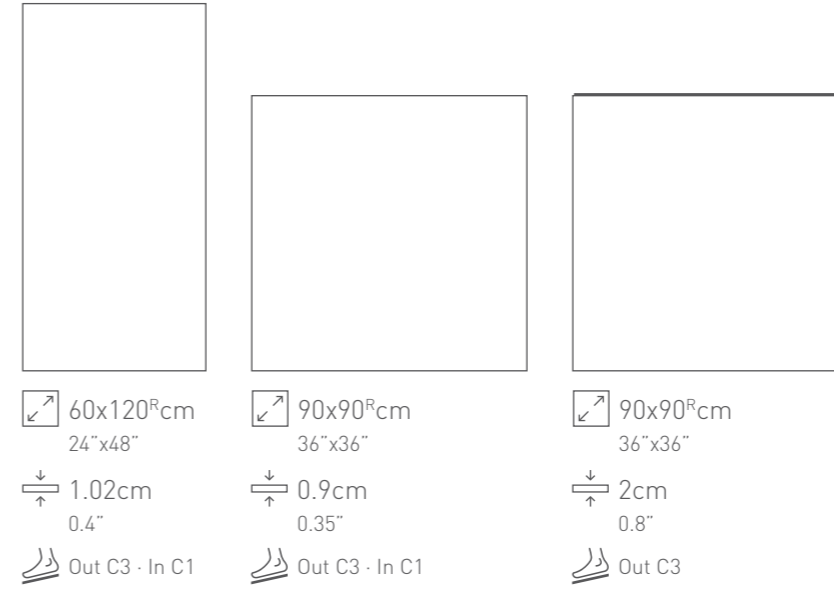 60x120ᴿcm
24˝x48˝
1.02cm
0.4˝
Out C3 · In C1
90x90ᴿcm
36˝x36˝
0.9cm
0.35˝
Out C3 · In C1
90x90ᴿcm
36˝x36˝
2cm
0.8˝
Out C3